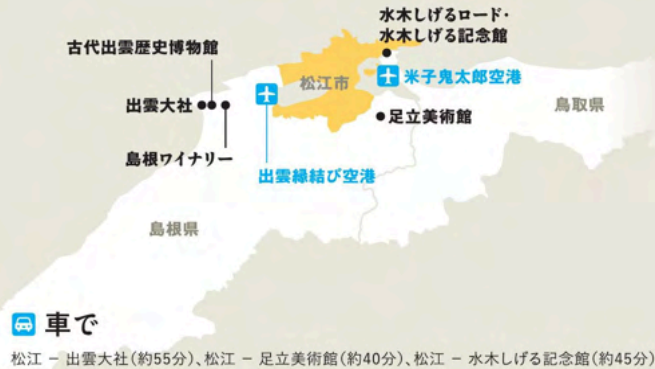 水木しげるロード・
水木しげる記念館
古代出雲歴史博物館
松江市
米子鬼太郎空港
鳥取県
出雲大社
足立美術館
島根ワイナリー
出雲縁結び空港
島根県
車で
松江 − 出雲大社(約55分)、松江 − 足立美術館(約40分)、松江 − 水木しげる記念館(約45分)